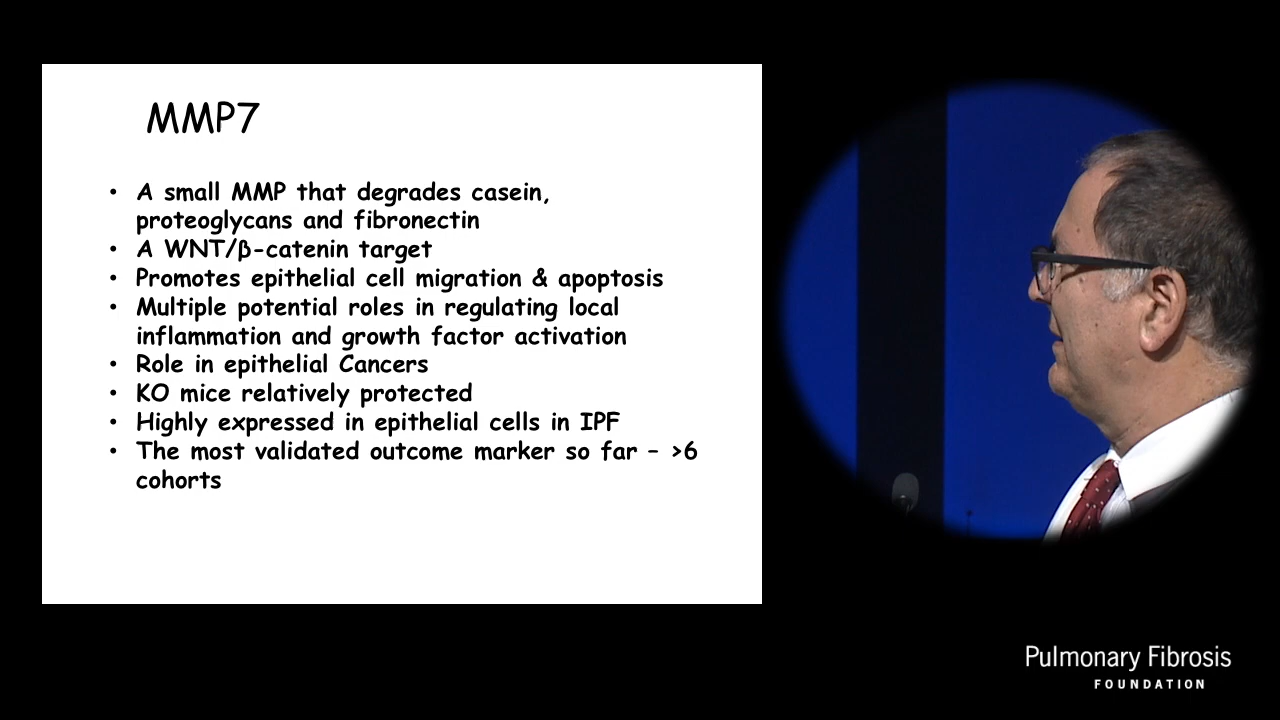 MMP7
• A small MMP that degrades casein,
proteoglycans and fibronectin
• A WNT/β-catenin target
• Promotes epithelial cell migration & apoptosis
• Multiple potential roles in regulating local
inflammation and growth factor activation
• Role in epithelial Cancers
• KO mice relatively protected
• Highly expressed in epithelial cells in IPF
• The most validated outcome marker so far – >6
cohorts
Pulmonary Fibrosis
FOUNDATION